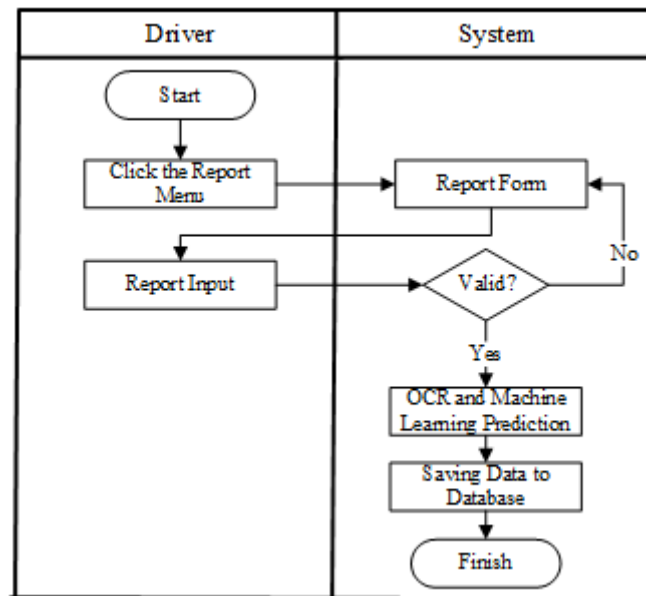 Driver
System
Start
Click the Report
Menu
Report Form
No
Report Input
Valid?
Yes
OCR and Machine
Learning Prediction
Saving Data to
Database
Finish